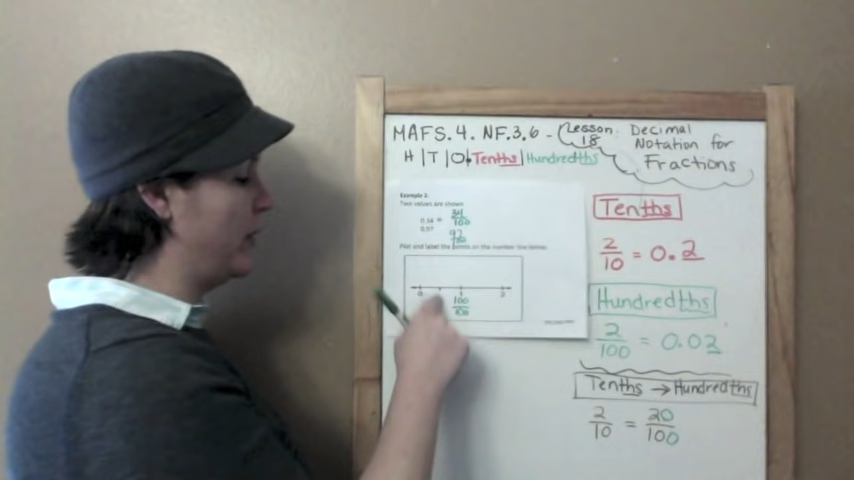 MAFS.4.NF.3.6 - Lesson 18: Decimal Notation for Fractions
H | T | O . Tenths | Hundredths
Example 2.
Two values are shown
0.34 = 34/100
0.97 97/100
Plot and label the points on the number line below.
0 2
100/100
Tenths
2/10 = 0.2
Hundredths
2/100 = 0.02
Tenths → Hundredths
2/10 = 20/100